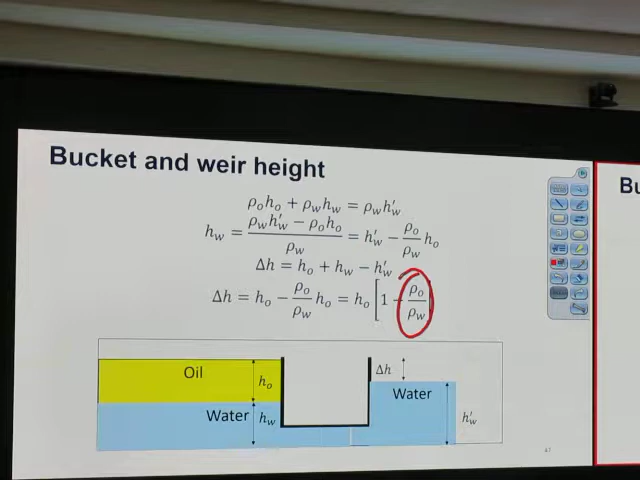 Bucket and weir height
Bu
ρₒhₒ + ρ_w h_w = ρ_w h′_w
h_w = (ρ_w h′_w − ρₒhₒ) / ρ_w = h′_w − (ρₒ/ρ_w) hₒ
Δh = hₒ + h_w − h′_w
Δh = hₒ − (ρₒ/ρ_w) hₒ = hₒ [1 − ρₒ/ρ_w]
Oil
hₒ
Δh
Water
Water
h_w
h′_w